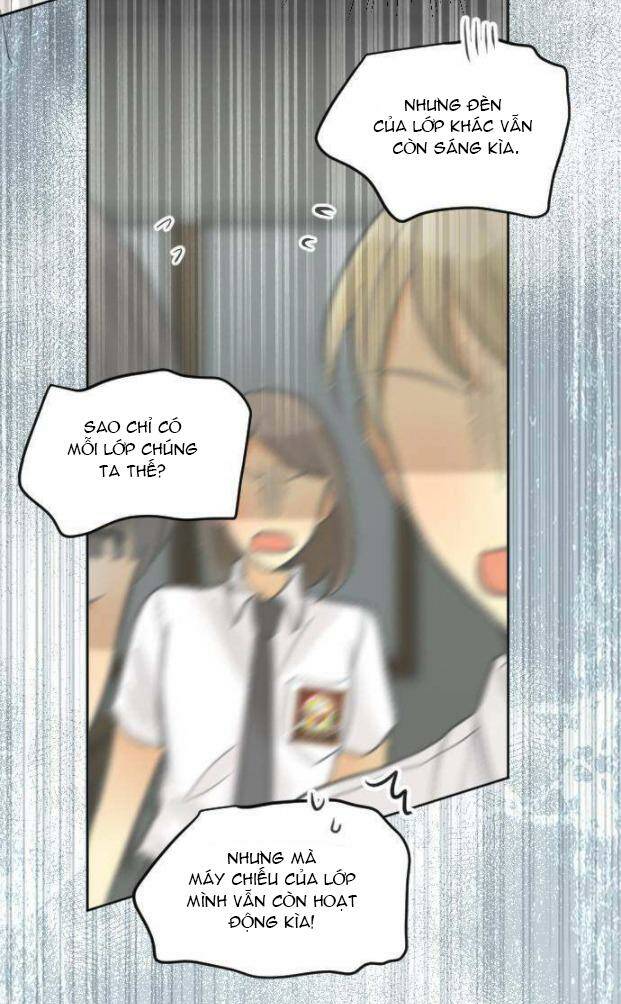 NHƯNG ĐÈN
CỦA LỚP KHÁC VẪN
CÒN SÁNG KÌA.
SAO CHỈ CÓ
MỖI LỚP CHÚNG
TA THẾ?
NHƯNG MÀ
MÁY CHIẾU CỦA LỚP
MÌNH VẪN CÒN HOẠT
ĐỘNG KÌA!